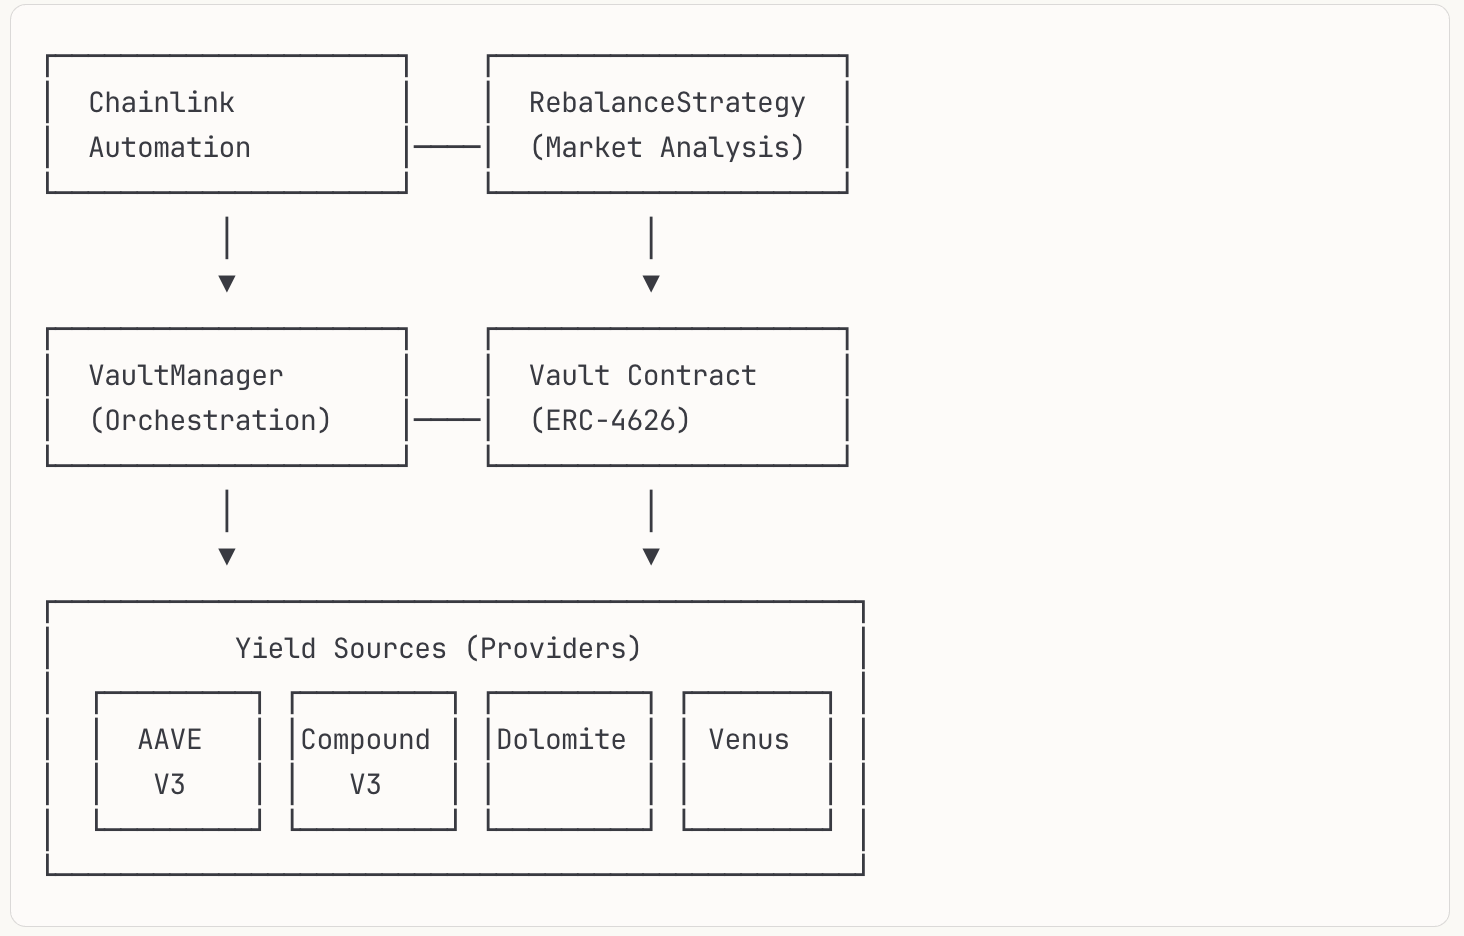 Chainlink
Automation
RebalanceStrategy
(Market Analysis)
VaultManager
(Orchestration)
Vault Contract
(ERC-4626)
Yield Sources (Providers)
AAVE
V3
Compound
V3
Dolomite
Venus